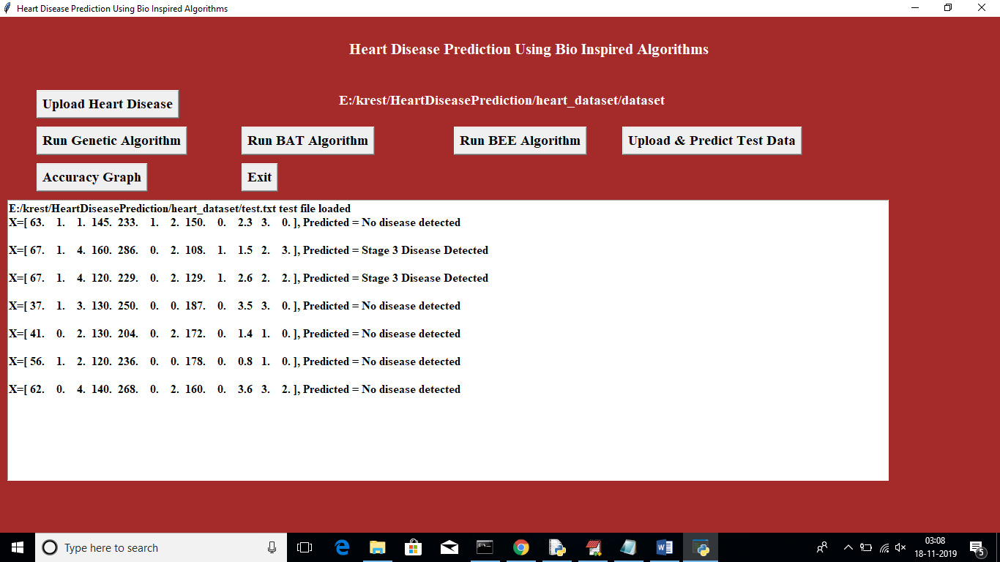 Heart Disease Prediction Using Bio Inspired Algorithms
Heart Disease Prediction Using Bio Inspired Algorithms
Upload Heart Disease
E:/krest/HeartDiseasePrediction/heart_dataset/dataset
Run Genetic Algorithm
Run BAT Algorithm
Run BEE Algorithm
Upload & Predict Test Data
Accuracy Graph
Exit
E:/krest/HeartDiseasePrediction/heart_dataset/test.txt test file loaded
X=[ 63. 1. 1. 145. 233. 1. 2. 150. 0. 2.3 3. 0. ], Predicted = No disease detected
X=[ 67. 1. 4. 160. 286. 0. 2. 108. 1. 1.5 2. 3. ], Predicted = Stage 3 Disease Detected
X=[ 67. 1. 4. 120. 229. 0. 2. 129. 1. 2.6 2. 2. ], Predicted = Stage 3 Disease Detected
X=[ 37. 1. 3. 130. 250. 0. 0. 187. 0. 3.5 3. 0. ], Predicted = No disease detected
X=[ 41. 0. 2. 130. 204. 0. 2. 172. 0. 1.4 1. 0. ], Predicted = No disease detected
X=[ 56. 1. 2. 120. 236. 0. 0. 178. 0. 0.8 1. 0. ], Predicted = No disease detected
X=[ 62. 0. 4. 140. 268. 0. 2. 160. 0. 3.6 3. 2. ], Predicted = No disease detected
Type here to search
03:08
18-11-2019
5